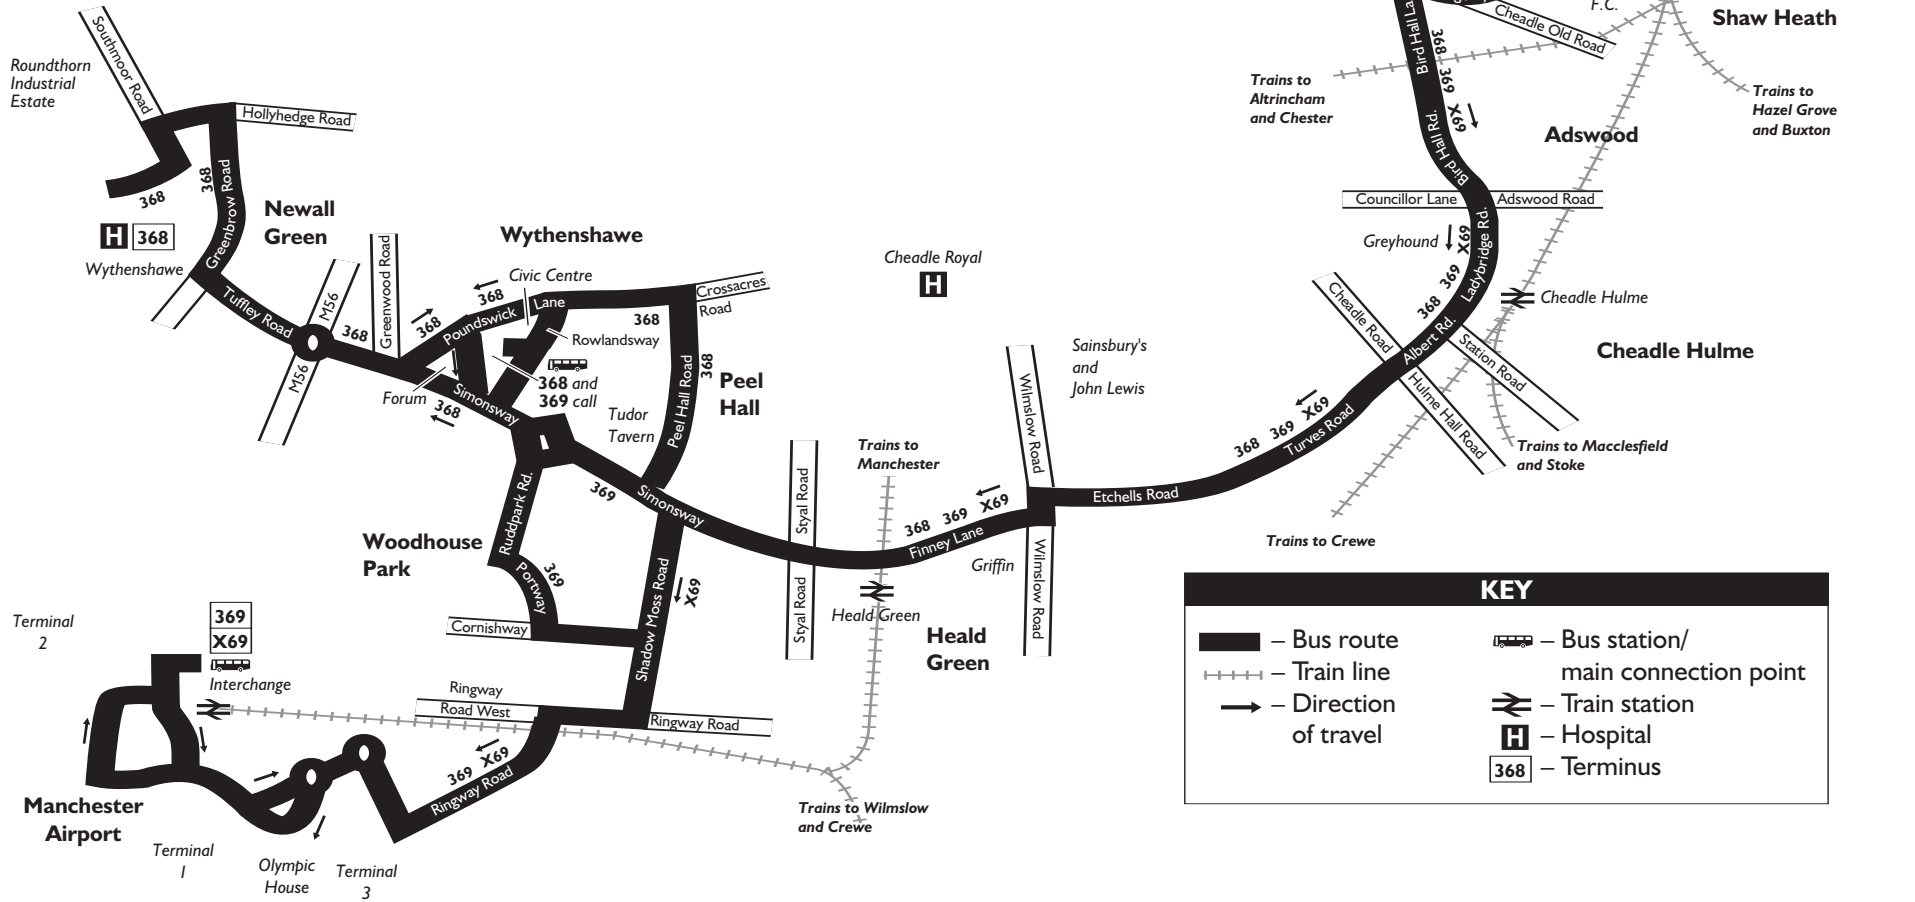 F.C.
Shaw Heath
Cheadle Old Road
Bird Hall La
368
369
X69
Trains to
Altrincham
and Chester
Trains to
Hazel Grove
and Buxton
Adswood
Bird Hall Rd.
Councillor Lane
Adswood Road
Greyhound
X69
369
368
Ladybridge Rd.
Cheadle Hulme
Cheadle Hulme
Cheadle Road
Albert Rd.
Station Road
Hulme Hall Road
Trains to Macclesfield
and Stoke
Trains to Crewe
368 369 X69
Turves Road
Etchells Road
Southmoor Road
Roundthorn
Industrial
Estate
Hollyhedge Road
368
368
Greenbrow Road
Newall
Green
H 368
Wythenshawe
Tuffley Road
M56
M56
368
Greenwood Road
Wythenshawe
Civic Centre
368
368
Poundswick
Lane
Crossacres
Road
368
Rowlandsway
368 and
369 call
Forum
368
Simonsway
Tudor
Tavern
Peel Hall Road
368
Peel
Hall
Cheadle Royal
H
Sainsbury's
and
John Lewis
Wilmslow Road
Wilmslow Road
Trains to
Manchester
Styal Road
Styal Road
369
Simonsway
368 369 X69
Finney Lane
Griffin
Heald Green
Heald
Green
Ruddpark Rd.
Woodhouse
Park
Portway
369
Cornishway
Shadow Moss Road
X69
Ringway
Road West
Ringway Road
369 X69
Ringway Road
Trains to Wilmslow
and Crewe
Terminal
2
369
X69
Interchange
Manchester
Airport
Terminal
1
Olympic
House
Terminal
3
KEY
– Bus route
– Train line
– Direction
of travel
– Bus station/
main connection point
– Train station
H – Hospital
368 – Terminus